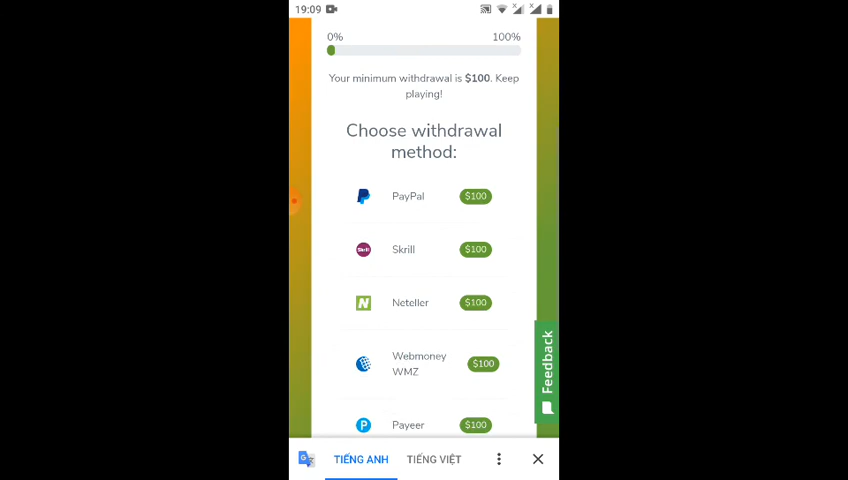 19:09
0% 100%
Your minimum withdrawal is $100. Keep
playing!
Choose withdrawal
method:
PayPal $100
Skrill $100
Neteller $100
Webmoney
WMZ $100
Payeer $100
Feedback
TIẾNG ANH TIẾNG VIỆT